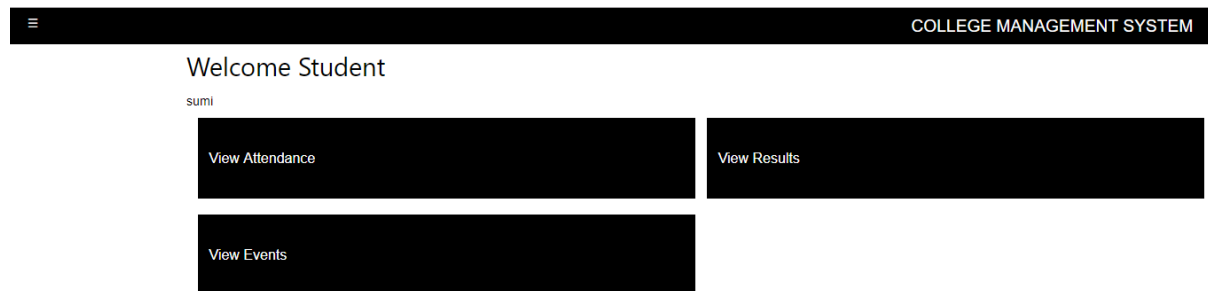 ☰ COLLEGE MANAGEMENT SYSTEM
Welcome Student
sumi
View Attendance
View Results
View Events